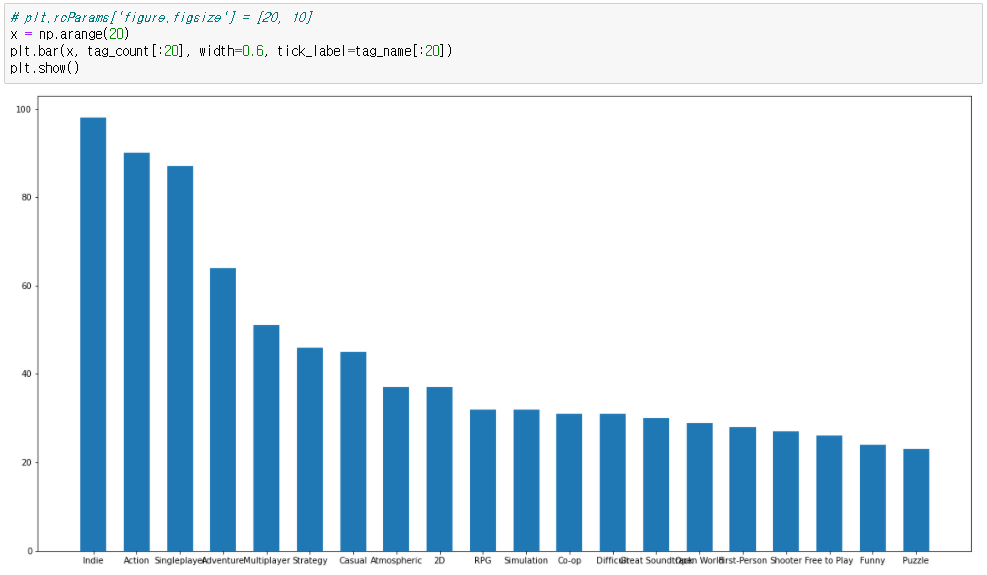 # plt.rcParams['figure.figsize'] = [20, 10]
x = np.arange(20)
plt.bar(x, tag_count[:20], width=0.6, tick_label=tag_name[:20])
plt.show()
100
80
60
40
20
0
Indie Action Singleplayer Adventure Multiplayer Strategy Casual Atmospheric 2D RPG Simulation Co-op Difficult Great Soundtrack Open World First-Person Shooter Free to Play Funny Puzzle